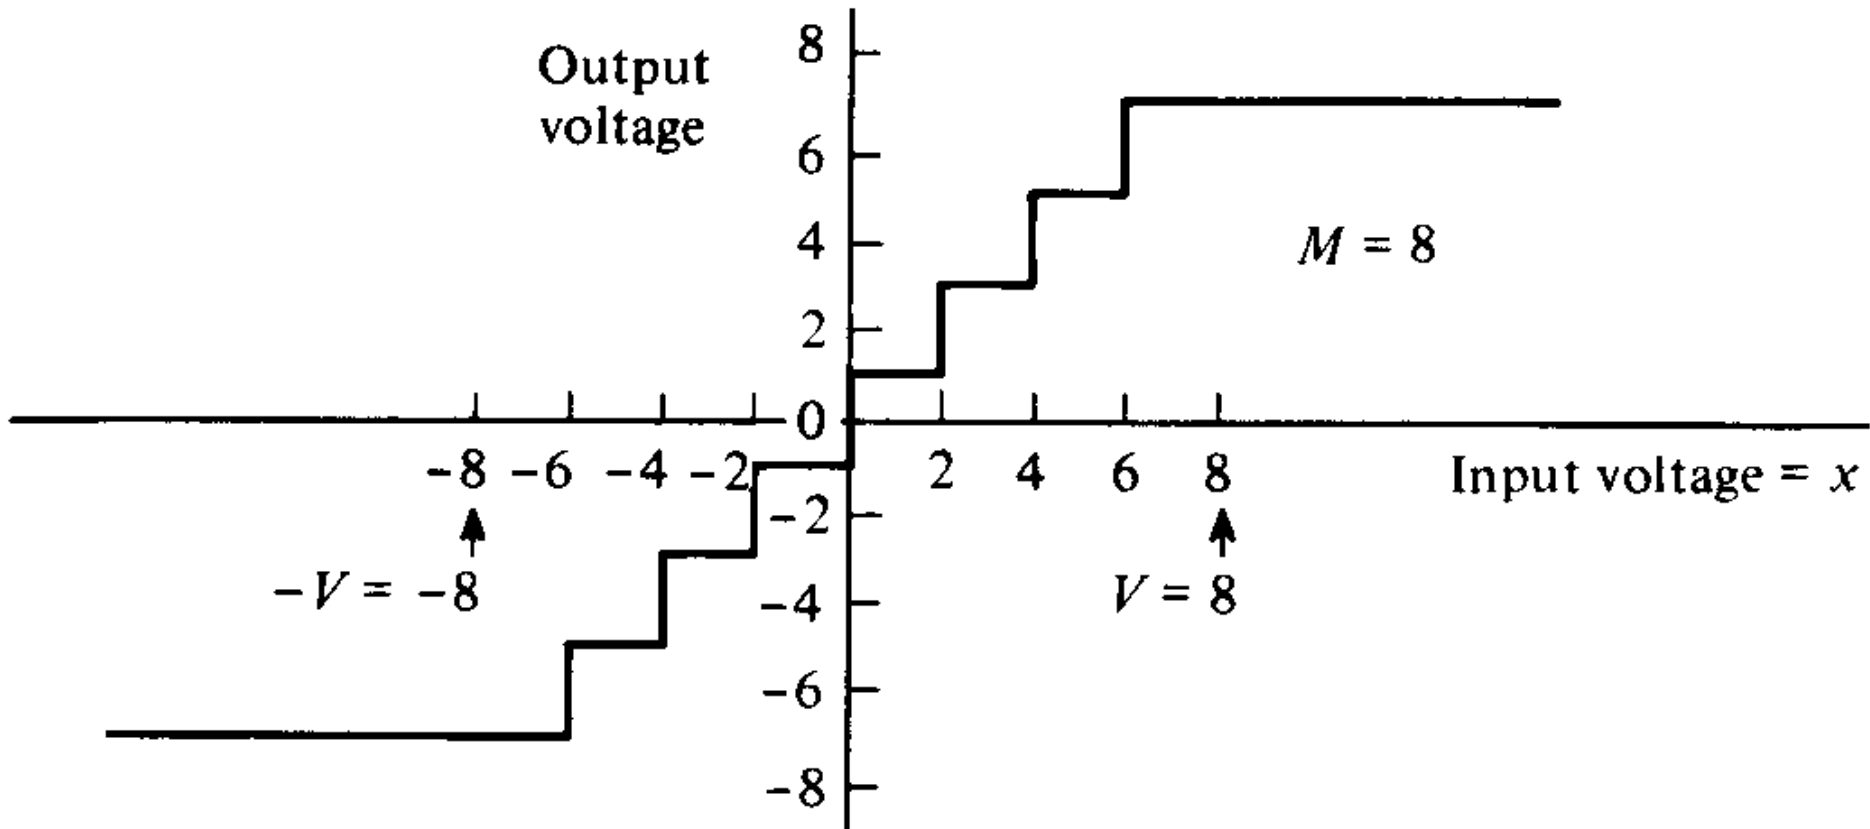 Output
voltage
8
6
4
2
0
-8 -6 -4 -2
2 4 6 8
Input voltage = x
-2
-V = -8
V = 8
-4
-6
-8
M = 8